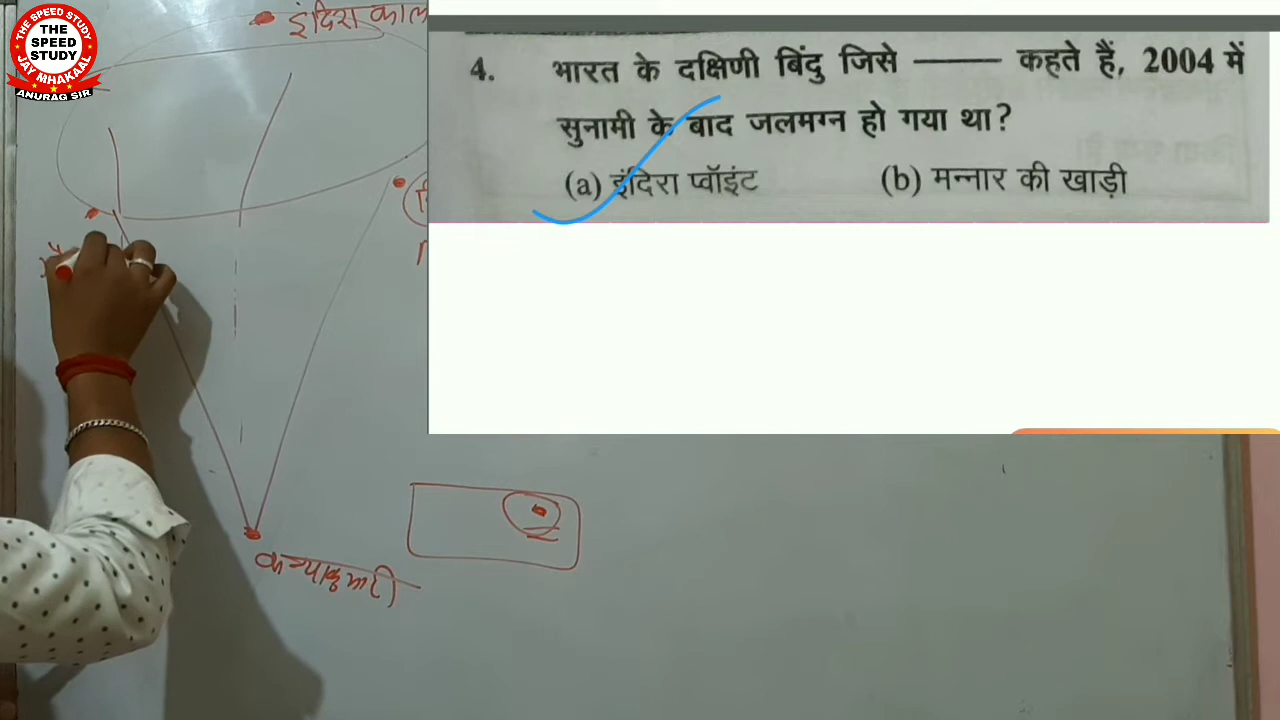 THE SPEED STUDY
THE
SPEED
STUDY
JAY MHAKAAL
ANURAG SIR
इंदिरा काल
4. भारत के दक्षिणी बिंदु जिसे —— कहते हैं, 2004 में
सुनामी के बाद जलमग्न हो गया था?
(a) इंदिरा प्वॉइंट (b) मन्नार की खाड़ी
कन्याकुमारी